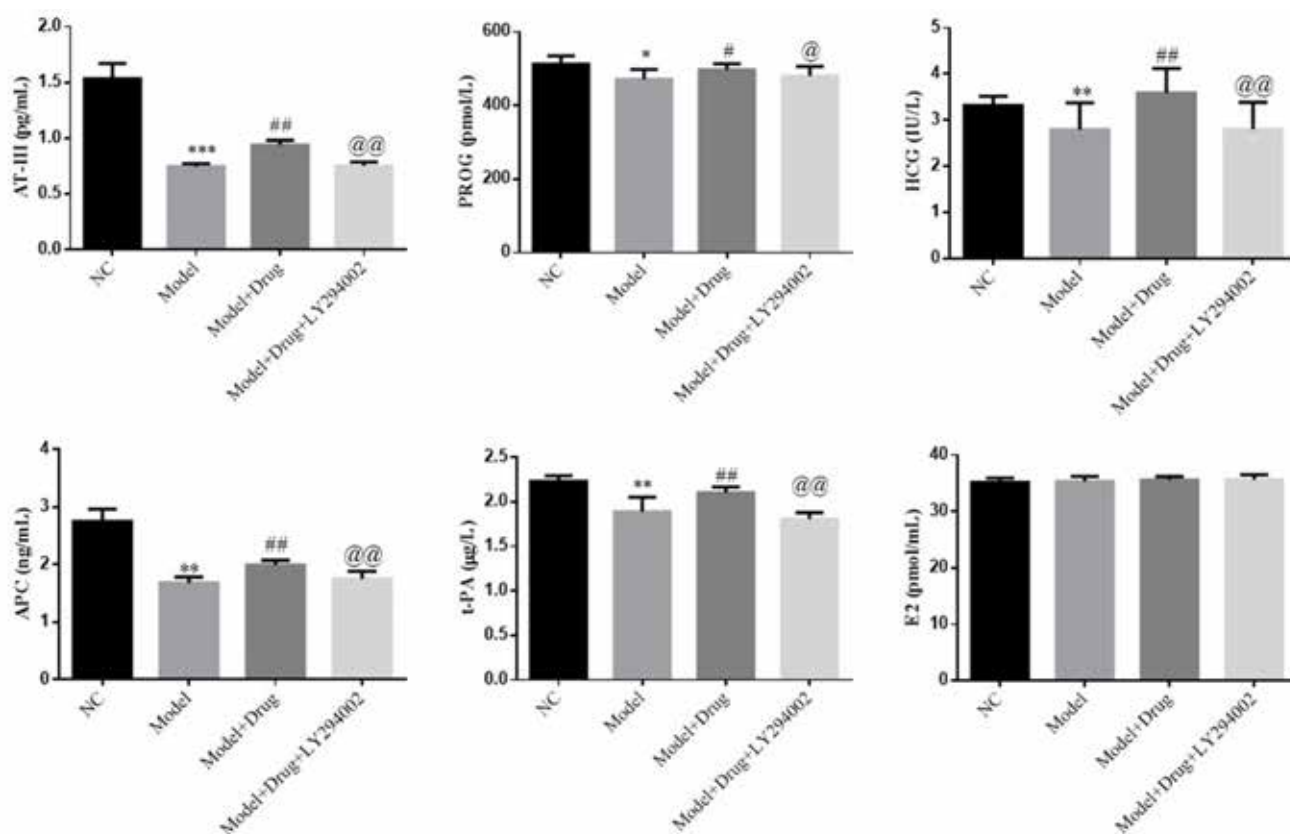 AT-III (pg/mL)
2.0
1.5
1.0
0.5
0.0
***
##
@@
NC
Model
Model+Drug
Model+Drug+LY294002
PROG (pmol/L)
600
400
200
0
*
#
@
NC
Model
Model+Drug
Model+Drug+LY294002
HCG (IU/L)
5
4
3
2
1
0
**
##
@@
NC
Model
Model+Drug
Model+Drug+LY294002
APC (ng/mL)
4
3
2
1
0
**
##
@@
NC
Model
Model+Drug
Model+Drug+LY294002
t-PA (µg/L)
2.5
2.0
1.5
1.0
0.5
0.0
**
##
@@
NC
Model
Model+Drug
Model+Drug+LY294002
E2 (pmol/mL)
40
30
20
10
0
NC
Model
Model+Drug
Model+Drug+LY294002